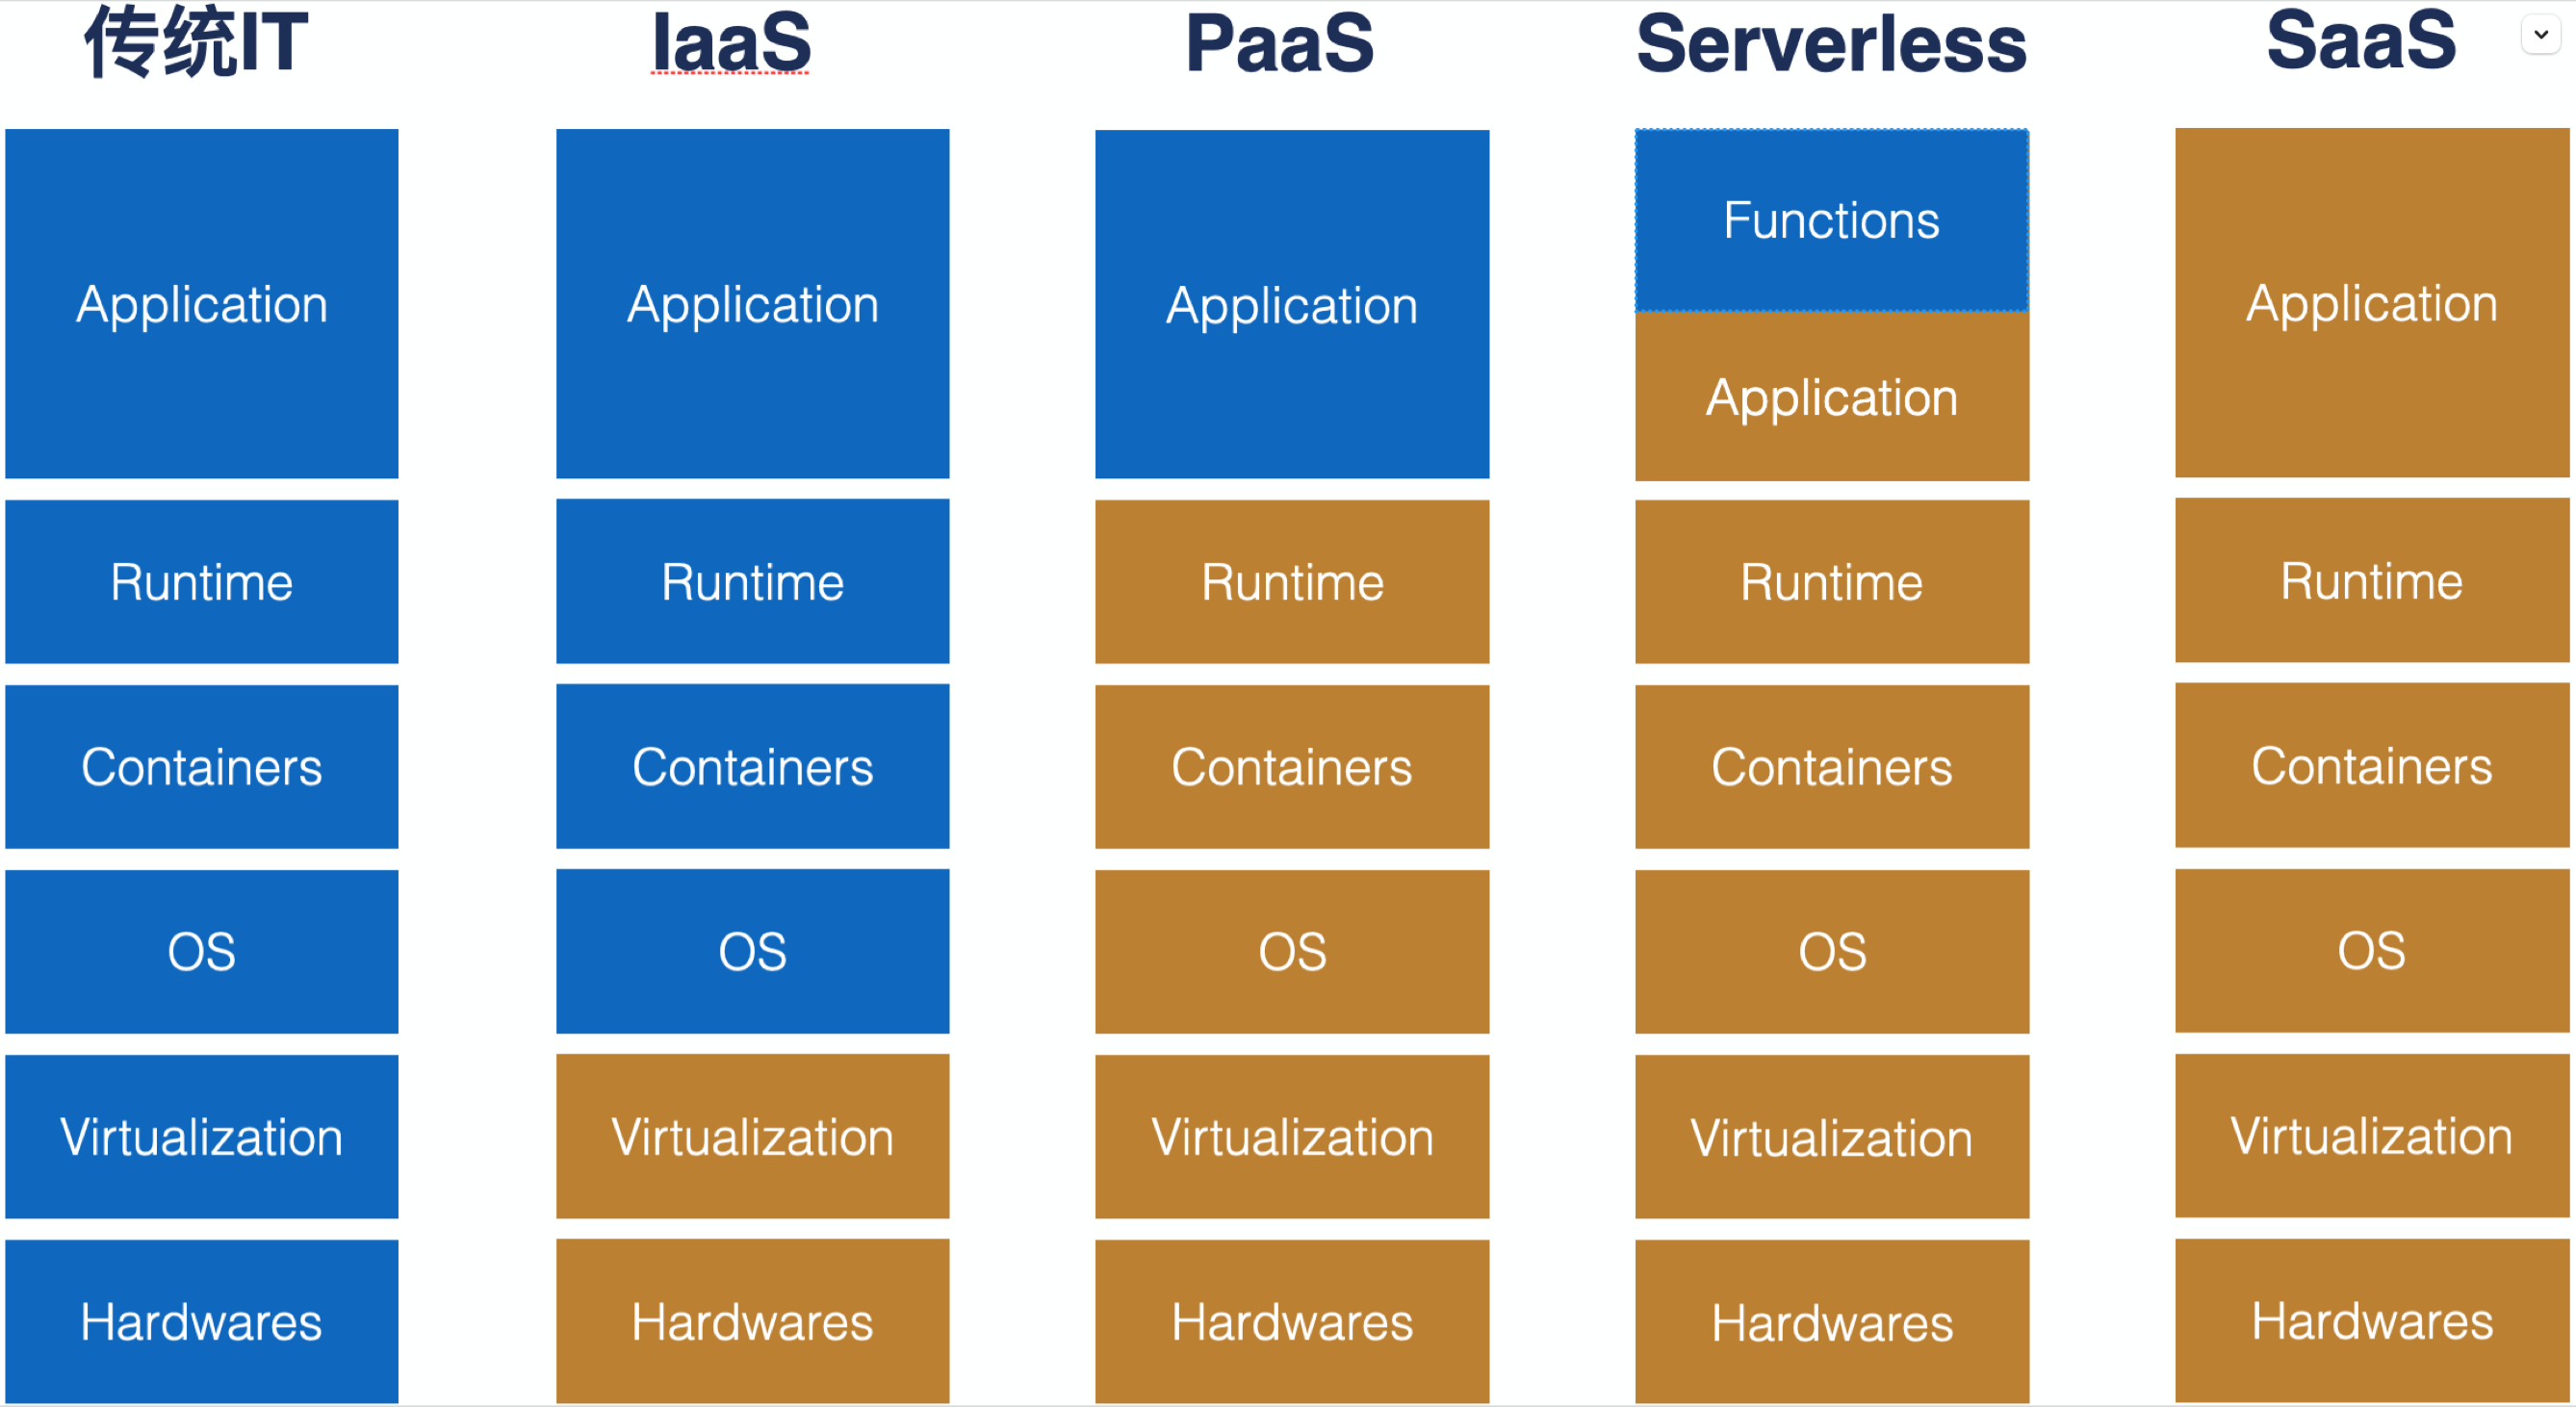 传统IT
IaaS
PaaS
Serverless
SaaS
Application
Application
Application
Functions
Application
Application
Runtime
Runtime
Runtime
Runtime
Runtime
Containers
Containers
Containers
Containers
Containers
OS
OS
OS
OS
OS
Virtualization
Virtualization
Virtualization
Virtualization
Virtualization
Hardwares
Hardwares
Hardwares
Hardwares
Hardwares